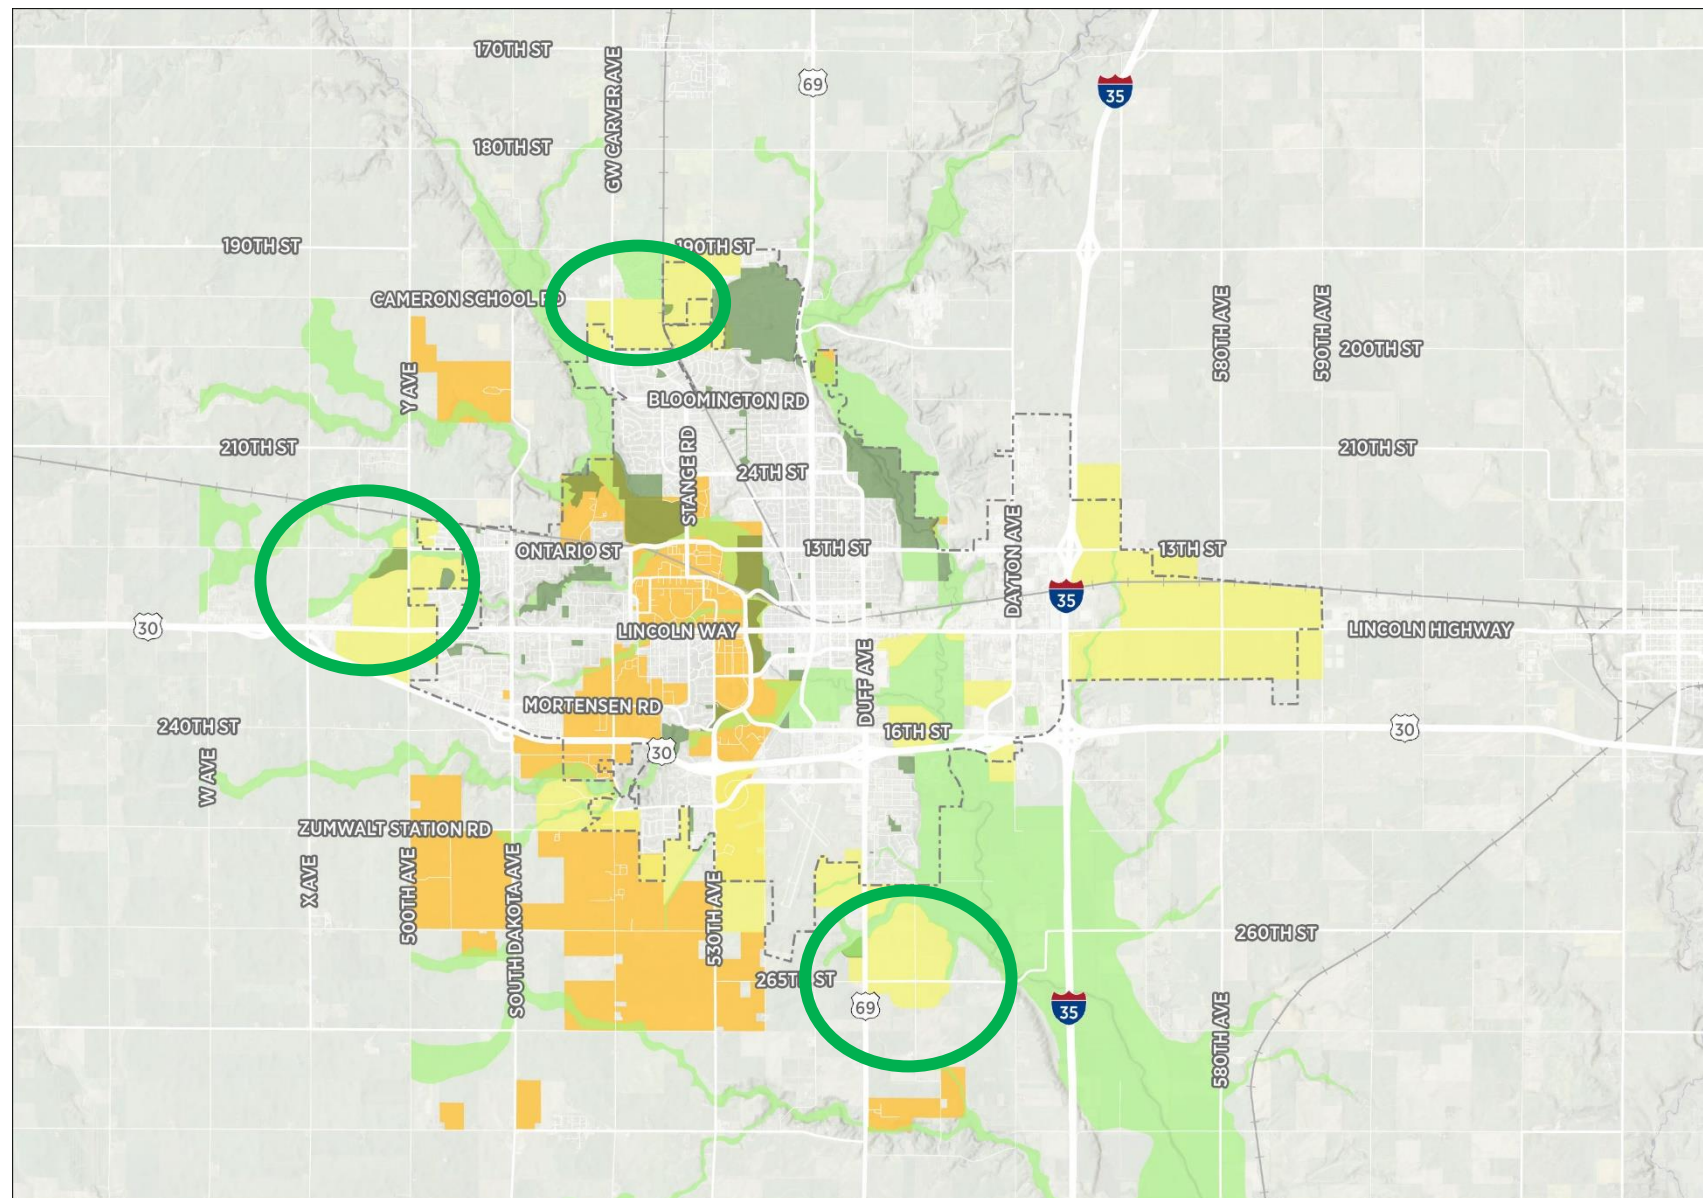 170TH ST
GW CARVER AVE
69
35
180TH ST
190TH ST
190TH ST
CAMERON SCHOOL RD
580TH AVE
590TH AVE
200TH ST
Y AVE
BLOOMINGTON RD
210TH ST
210TH ST
STANGE RD
24TH ST
ONTARIO ST
13TH ST
DAYTON AVE
13TH ST
35
30
LINCOLN WAY
LINCOLN HIGHWAY
DUFF AVE
MORTENSEN RD
240TH ST
16TH ST
30
30
W AVE
ZUMWALT STATION RD
X AVE
500TH AVE
SOUTH DAKOTA AVE
530TH AVE
260TH ST
265TH ST
69
35
580TH AVE